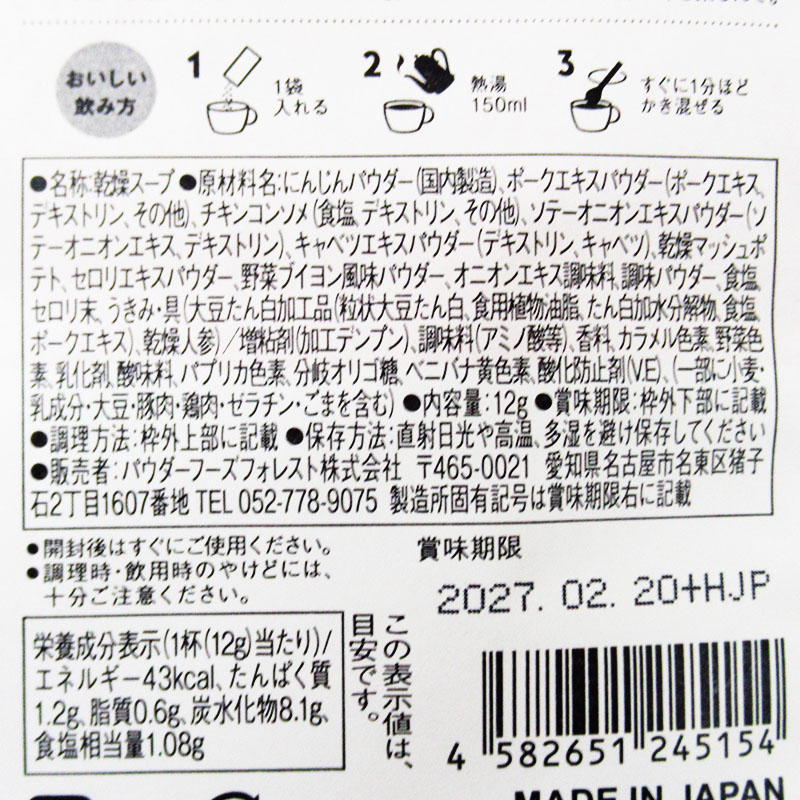 おいしい
飲み方
1
1袋
入れる
2
熱湯
150ml
3
すぐに1分ほど
かき混ぜる
●名称:乾燥スープ ●原材料名:にんじんパウダー(国内製造)、ポークエキスパウダー(ポークエキス、
デキストリン、その他)、チキンコンソメ(食塩、デキストリン、その他)、ソテーオニオンエキスパウダー(ソ
テーオニオンエキス、デキストリン)、キャベツエキスパウダー(デキストリン、キャベツ)、乾燥マッシュポ
テト、セロリエキスパウダー、野菜ブイヨン風味パウダー、オニオンエキス調味料、調味パウダー、食塩、
セロリ末、うきみ・具(大豆たん白加工品(粒状大豆たん白、食用植物油脂、たん白加水分解物、食塩、
ポークエキス)、乾燥人参)/増粘剤(加工デンプン)、調味料(アミノ酸等)、香料、カラメル色素、野菜色
素、乳化剤、酸味料、パプリカ色素、分岐オリゴ糖、ベニバナ黄色素、酸化防止剤(V.E)、(一部に小麦・
乳成分・大豆・豚肉・鶏肉・ゼラチン・ごまを含む) ●内容量:12g ●賞味期限:枠外下部に記載
●調理方法:枠外上部に記載 ●保存方法:直射日光や高温、多湿を避け保存してください
●販売者:パウダーフーズフォレスト株式会社 〒465-0021 愛知県名古屋市名東区猪子
石2丁目1607番地 TEL 052-778-9075 製造所固有記号は賞味期限右に記載
●開封後はすぐにご使用ください。
●調理時・飲用時のやけどには、
十分ご注意ください。
賞味期限
2027. 02. 20+HJP
栄養成分表示(1杯(12g)当たり)/
エネルギー43kcal、たんぱく質
1.2g、脂質0.6g、炭水化物8.1g、
食塩相当量1.08g
この表示値は、
目安です。
4 582651 245154
MADE IN JAPAN